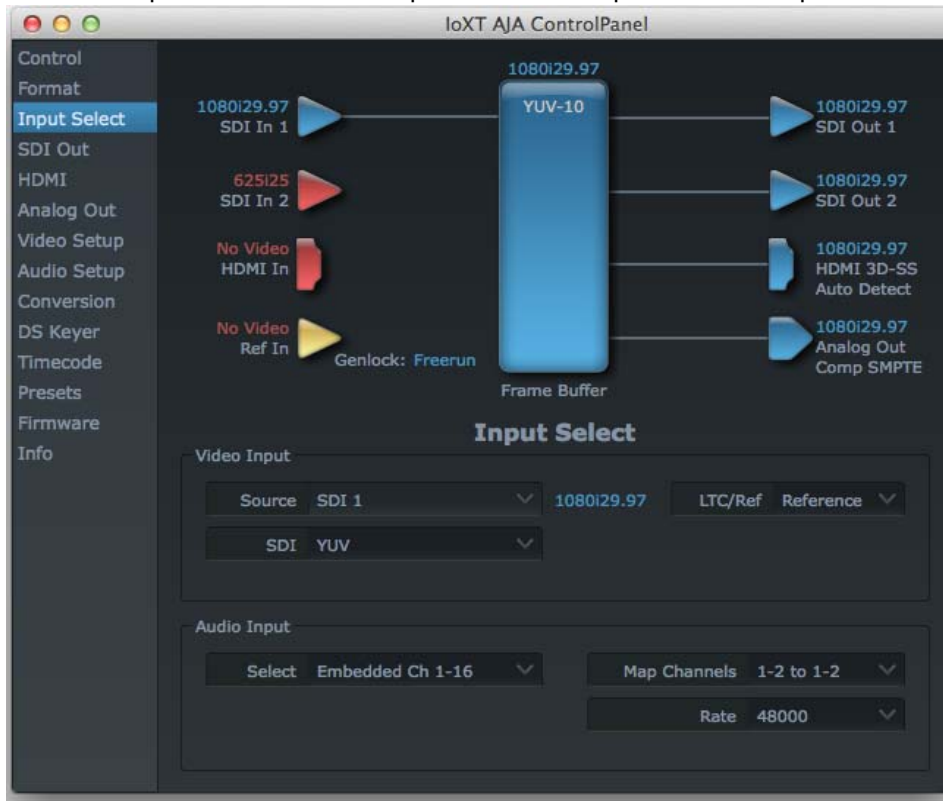 IoXT AJA ControlPanel
Control
Format
Input Select
SDI Out
HDMI
Analog Out
Video Setup
Audio Setup
Conversion
DS Keyer
Timecode
Presets
Firmware
Info
1080i29.97
YUV-10
1080i29.97
SDI In 1
625i25
SDI In 2
No Video
HDMI In
No Video
Ref In
Genlock: Freerun
Frame Buffer
1080i29.97
SDI Out 1
1080i29.97
SDI Out 2
1080i29.97
HDMI 3D-SS
Auto Detect
1080i29.97
Analog Out
Comp SMPTE
Input Select
Video Input
Source SDI 1 1080i29.97 LTC/Ref Reference
SDI YUV
Audio Input
Select Embedded Ch 1-16 Map Channels 1-2 to 1-2
Rate 48000